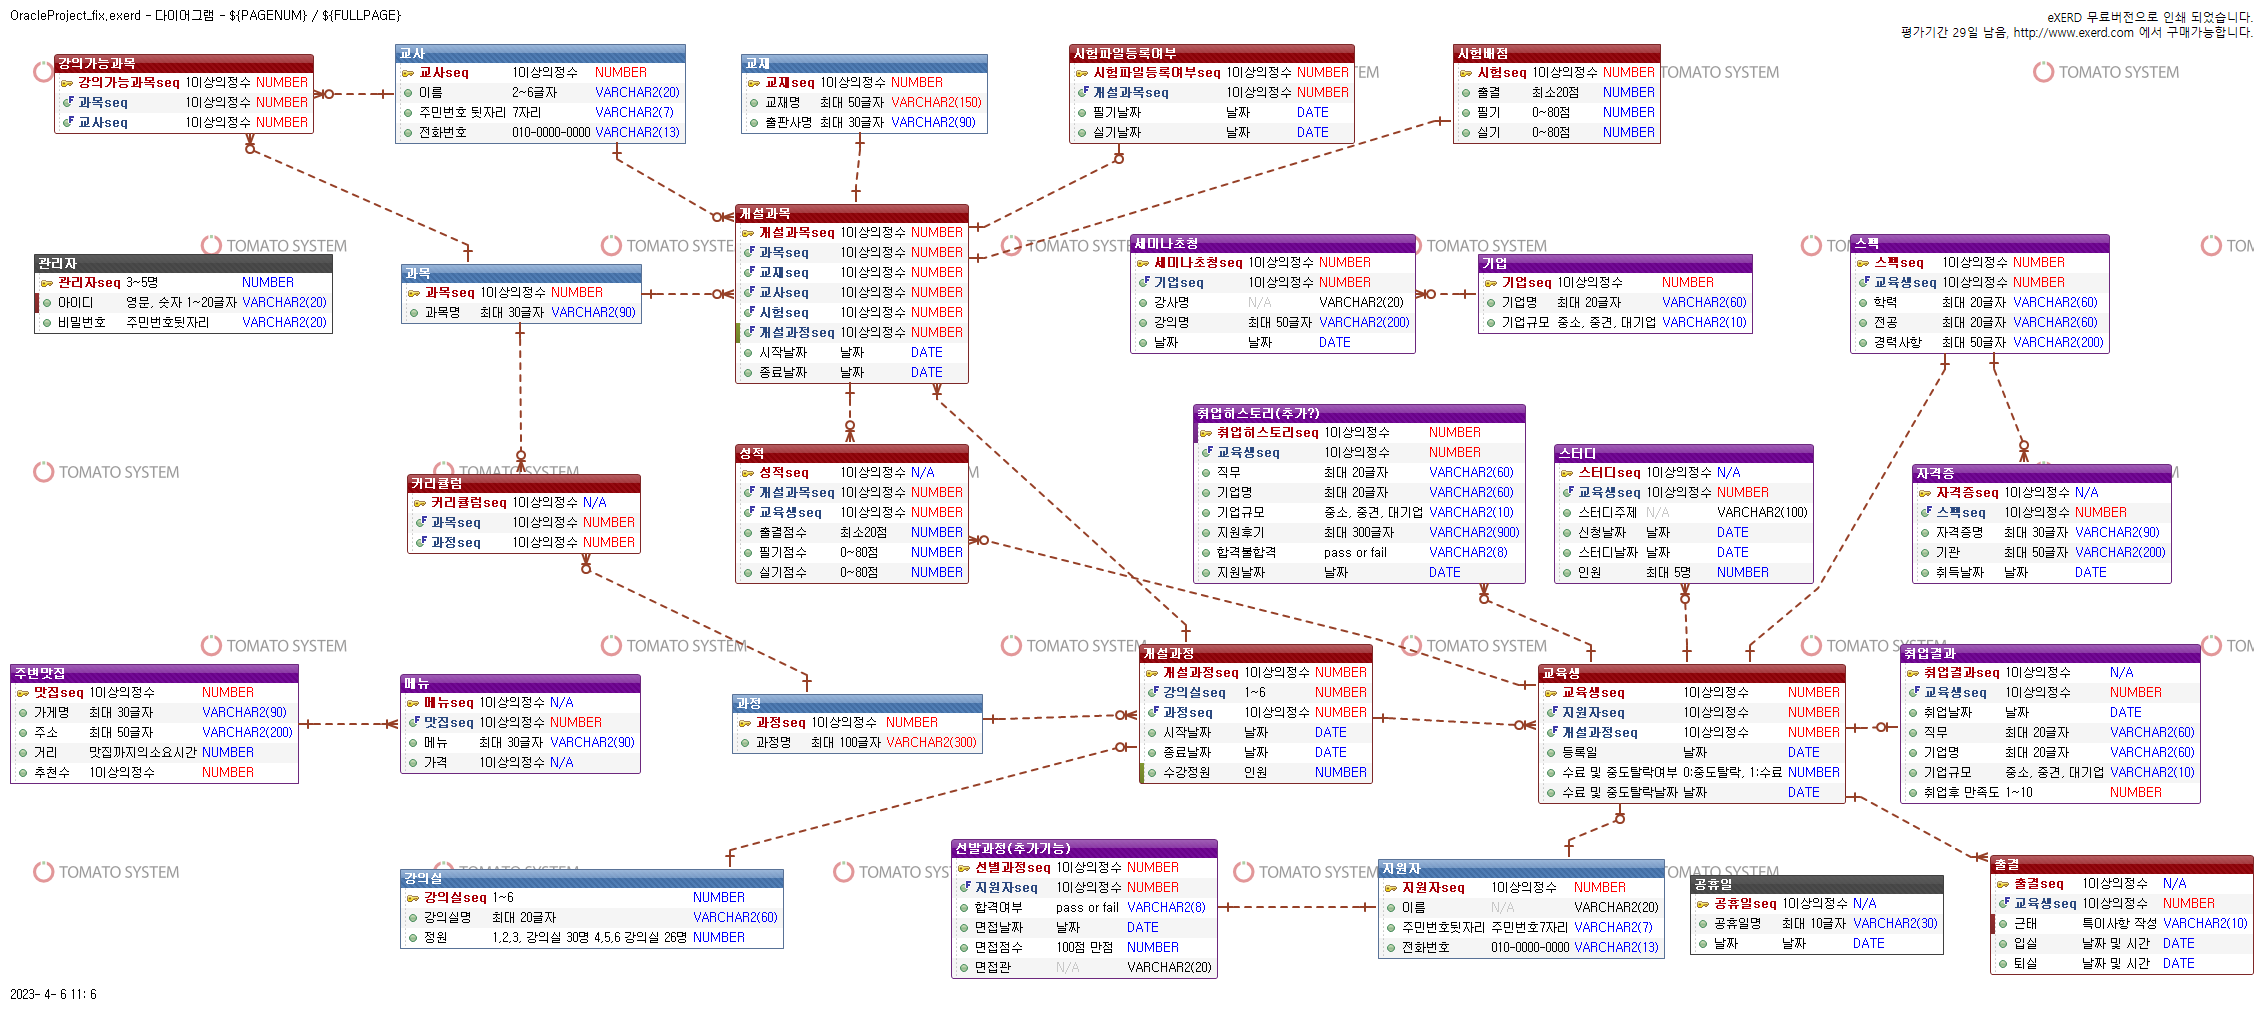 OracleProject_fix.exerd - 다이어그램 - ${PAGENUM} / ${FULLPAGE}
eXERD 무료버전으로 인쇄 되었습니다.
평가기간 29일 남음, http://www.exerd.com 에서 구매가능합니다.
강의가능과목
강의가능과목seq 1이상의정수 NUMBER
과목seq 1이상의정수 NUMBER
교사seq 1이상의정수 NUMBER
교사
교사seq 1이상의정수 NUMBER
이름 2~6글자 VARCHAR2(20)
주민번호 뒷자리 7자리 VARCHAR2(7)
전화번호 010-0000-0000 VARCHAR2(13)
교재
교재seq 1이상의정수 NUMBER
교재명 최대 50글자 VARCHAR2(150)
출판사명 최대 30글자 VARCHAR2(90)
시험파일등록여부
시험파일등록여부seq 1이상의정수 NUMBER
개설과목seq 1이상의정수 NUMBER
필기날짜 날짜 DATE
실기날짜 날짜 DATE
시험배점
시험seq 1이상의정수 NUMBER
출결 최소20점 NUMBER
필기 0~80점 NUMBER
실기 0~80점 NUMBER
TOMATO SYSTEM
TOMATO SYSTEM
관리자
관리자seq 3~5명 NUMBER
아이디 영문, 숫자 1~20글자 VARCHAR2(20)
비밀번호 주민번호뒷자리 VARCHAR2(20)
과목
과목seq 1이상의정수 NUMBER
과목명 최대 30글자 VARCHAR2(90)
개설과목
개설과목seq 1이상의정수 NUMBER
과목seq 1이상의정수 NUMBER
교재seq 1이상의정수 NUMBER
교사seq 1이상의정수 NUMBER
시험seq 1이상의정수 NUMBER
개설과정seq 1이상의정수 NUMBER
시작날짜 날짜 DATE
종료날짜 날짜 DATE
세미나초청
세미나초청seq 1이상의정수 NUMBER
기업seq 1이상의정수 NUMBER
강사명 N/A VARCHAR2(20)
강의명 최대 50글자 VARCHAR2(200)
날짜 날짜 DATE
기업
기업seq 1이상의정수 NUMBER
기업명 최대 20글자 VARCHAR2(60)
기업규모 중소, 중견, 대기업 VARCHAR2(10)
스펙
스펙seq 1이상의정수 NUMBER
교육생seq 1이상의정수 NUMBER
학력 최대 20글자 VARCHAR2(60)
전공 최대 20글자 VARCHAR2(60)
경력사항 최대 50글자 VARCHAR2(200)
TOMATO SYSTEM
TOMATO SYSTEM
커리큘럼
커리큘럼seq 1이상의정수 N/A
과목seq 1이상의정수 NUMBER
과정seq 1이상의정수 NUMBER
성적
성적seq 1이상의정수 N/A
개설과목seq 1이상의정수 NUMBER
교육생seq 1이상의정수 NUMBER
출결점수 최소20점 NUMBER
필기점수 0~80점 NUMBER
실기점수 0~80점 NUMBER
취업히스토리(추가?)
취업히스토리seq 1이상의정수 NUMBER
교육생seq 1이상의정수 NUMBER
직무 최대 20글자 VARCHAR2(60)
기업명 최대 20글자 VARCHAR2(60)
기업규모 중소, 중견, 대기업 VARCHAR2(10)
지원후기 최대 300글자 VARCHAR2(900)
합격불합격 pass or fail VARCHAR2(8)
지원날짜 날짜 DATE
스터디
스터디seq 1이상의정수 N/A
교육생seq 1이상의정수 NUMBER
스터디주제 N/A VARCHAR2(100)
신청날짜 날짜 DATE
스터디날짜 날짜 DATE
인원 최대 5명 NUMBER
자격증
자격증seq 1이상의정수 N/A
스펙seq 1이상의정수 NUMBER
자격증명 최대 30글자 VARCHAR2(90)
기관 최대 50글자 VARCHAR2(200)
취득날짜 날짜 DATE
TOMATO SYSTEM
TOMATO SYSTEM
TOMATO SYSTEM
TOMATO SYSTEM
주변맛집
맛집seq 1이상의정수 NUMBER
가게명 최대 30글자 VARCHAR2(90)
주소 최대 50글자 VARCHAR2(200)
거리 맛집까지의소요시간 NUMBER
추천수 1이상의정수 NUMBER
메뉴
메뉴seq 1이상의정수 N/A
맛집seq 1이상의정수 NUMBER
메뉴 최대 30글자 VARCHAR2(90)
가격 1이상의정수 N/A
과정
과정seq 1이상의정수 NUMBER
과정명 최대 100글자 VARCHAR2(300)
개설과정
개설과정seq 1이상의정수 NUMBER
강의실seq 1~6 NUMBER
과정seq 1이상의정수 NUMBER
시작날짜 날짜 DATE
종료날짜 날짜 DATE
수강정원 인원 NUMBER
교육생
교육생seq 1이상의정수 NUMBER
지원자seq 1이상의정수 NUMBER
개설과정seq 1이상의정수 NUMBER
등록일 날짜 DATE
수료 및 중도탈락여부 0:중도탈락, 1:수료 NUMBER
수료 및 중도탈락날짜 날짜 DATE
취업결과
취업결과seq 1이상의정수 N/A
교육생seq 1이상의정수 NUMBER
취업날짜 날짜 DATE
직무 최대 20글자 VARCHAR2(60)
기업명 최대 20글자 VARCHAR2(60)
기업규모 중소, 중견, 대기업 VARCHAR2(10)
취업후 만족도 1~10 NUMBER
TOMATO SYSTEM
강의실
강의실seq 1~6 NUMBER
강의실명 최대 20글자 VARCHAR2(60)
정원 1,2,3, 강의실 30명 4,5,6 강의실 26명 NUMBER
선발과정(추가기능)
선별과정seq 1이상의정수 NUMBER
지원자seq 1이상의정수 NUMBER
합격여부 pass or fail VARCHAR2(8)
면접날짜 날짜 DATE
면접점수 100점 만점 NUMBER
면접관 N/A VARCHAR2(20)
지원자
지원자seq 1이상의정수 NUMBER
이름 N/A VARCHAR2(20)
주민번호뒷자리 주민번호7자리 VARCHAR2(7)
전화번호 010-0000-0000 VARCHAR2(13)
공휴일
공휴일seq 1이상의정수 N/A
공휴일명 최대 10글자 VARCHAR2(30)
날짜 날짜 DATE
출결
출결seq 1이상의정수 N/A
교육생seq 1이상의정수 NUMBER
근태 특이사항 작성 VARCHAR2(10)
입실 날짜 및 시간 DATE
퇴실 날짜 및 시간 DATE
2023- 4- 6 11: 6